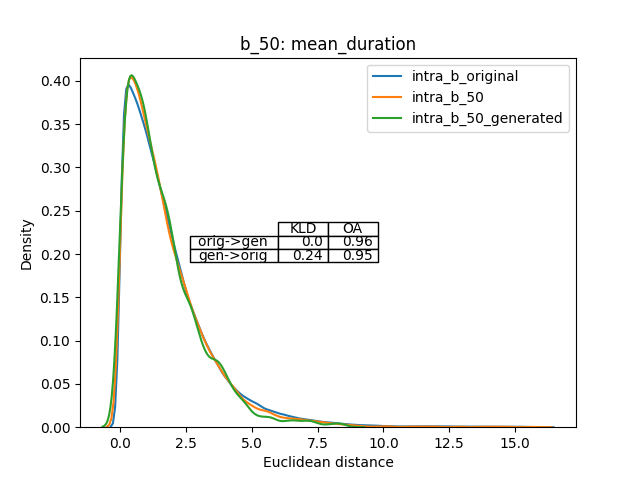 b_50: mean_duration
intra_b_original
intra_b_50
intra_b_50_generated
0.40
0.35
0.30
0.25
0.20
0.15
0.10
0.05
0.00
Density
KLD OA
orig->gen 0.0 0.96
gen->orig 0.24 0.95
0.0 2.5 5.0 7.5 10.0 12.5 15.0
Euclidean distance